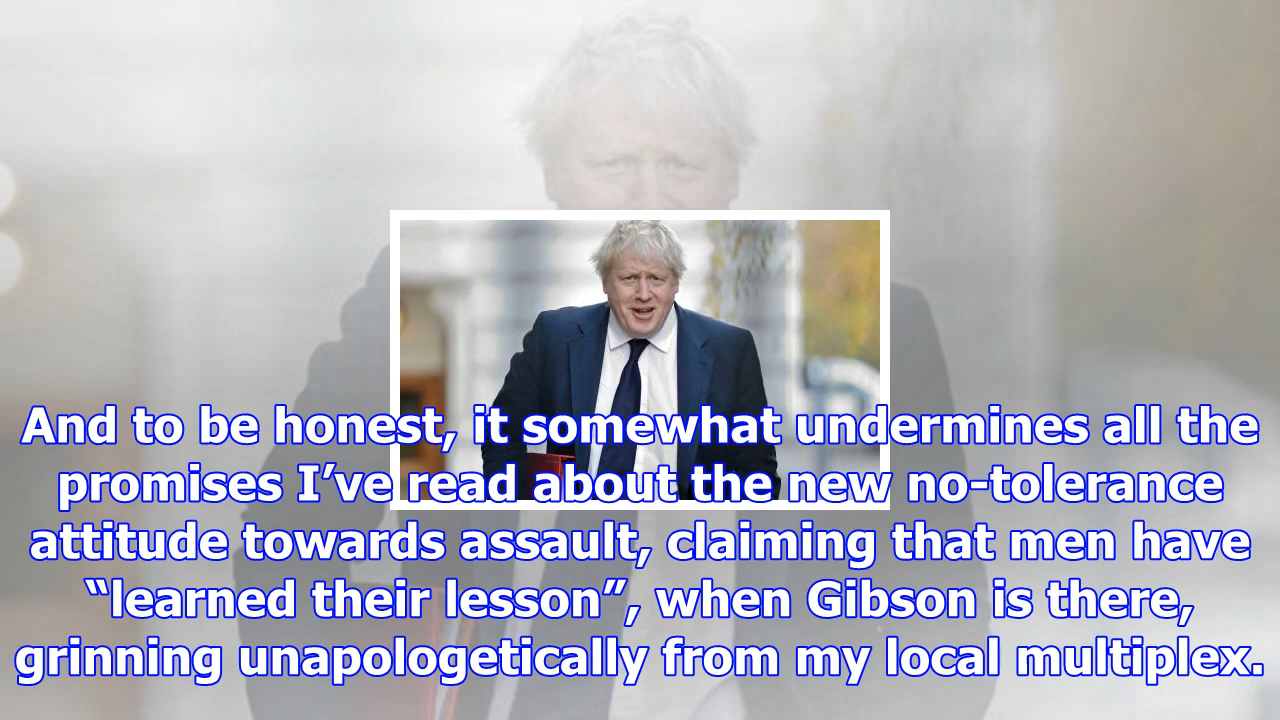 And to be honest, it somewhat undermines all the
promises I’ve read about the new no-tolerance
attitude towards assault, claiming that men have
“learned their lesson”, when Gibson is there,
grinning unapologetically from my local multiplex.